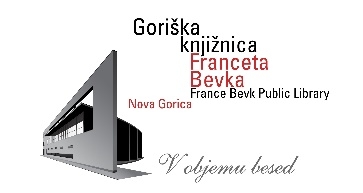 Goriška
knjižnica
Franceta
Bevka
France Bevk Public Library
Nova Gorica
V objemu besed